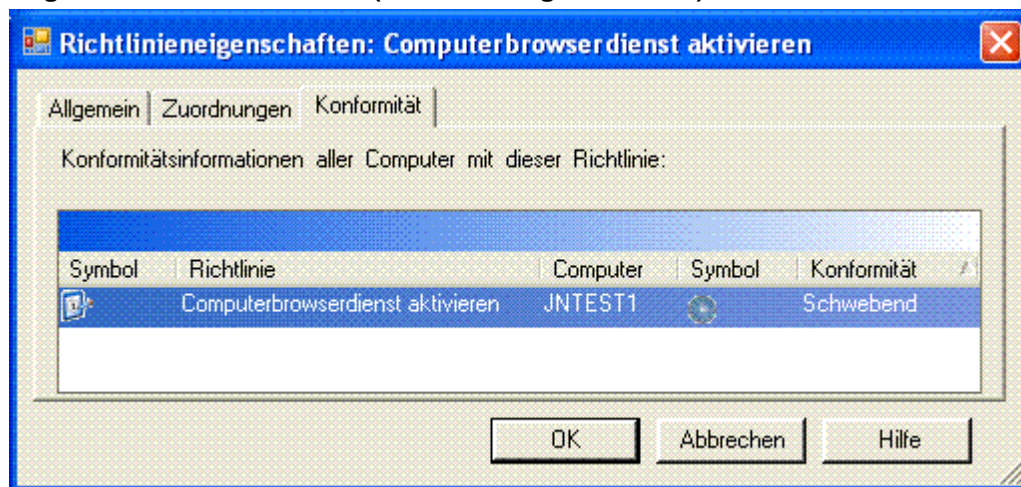 Richtlinieneigenschaften: Computerbrowserdienst aktivieren
Allgemein Zuordnungen Konformität
Konformitätsinformationen aller Computer mit dieser Richtlinie:
Symbol Richtlinie Computer Symbol Konformität
Computerbrowserdienst aktivieren JNTEST1 Schwebend
OK Abbrechen Hilfe